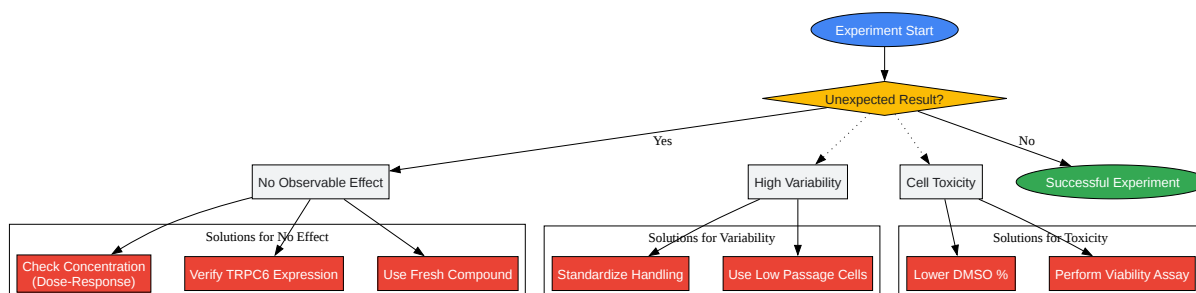 Experiment Start
Unexpected Result?
Yes
No
No Observable Effect
High Variability
Cell Toxicity
Successful Experiment
Solutions for No Effect
Solutions for Variability
Solutions for Toxicity
Check Concentration
(Dose-Response)
Verify TRPC6 Expression
Use Fresh Compound
Standardize Handling
Use Low Passage Cells
Lower DMSO %
Perform Viability Assay